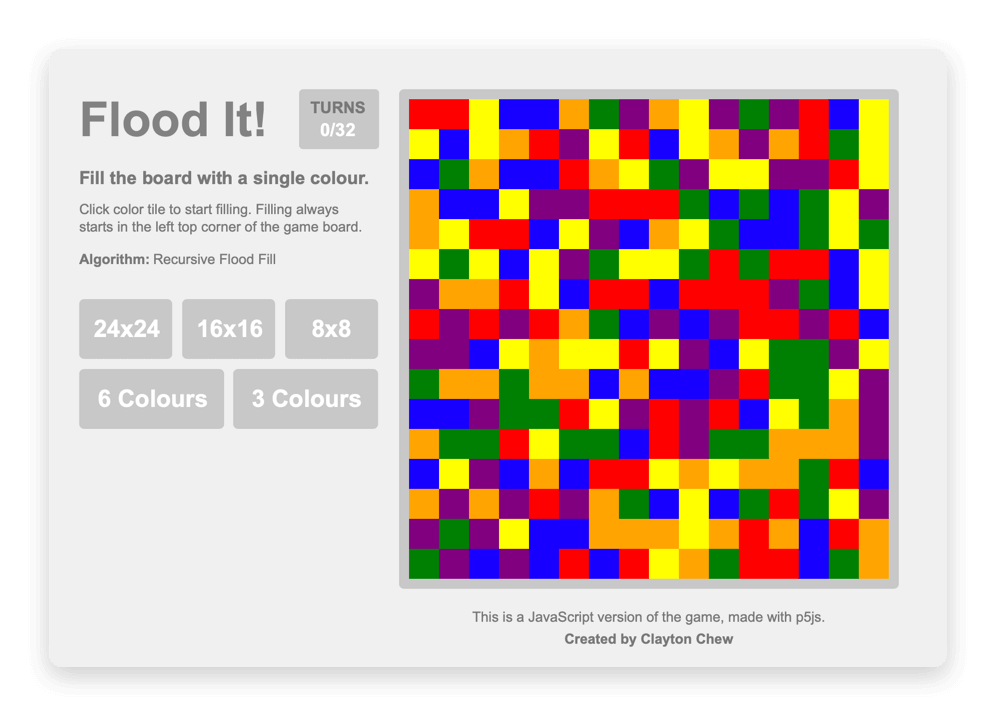 Flood It!
TURNS
0/32
Fill the board with a single colour.
Click color tile to start filling. Filling always
starts in the left top corner of the game board.
Algorithm: Recursive Flood Fill
24x24
16x16
8x8
6 Colours
3 Colours
This is a JavaScript version of the game, made with p5js.
Created by Clayton Chew